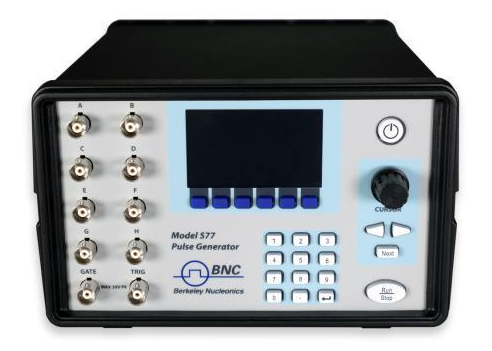 A
B
C
D
E
F
G
H
GATE
TRIG
MAX 30V PK
Model 577
Pulse Generator
BNC
Berkeley Nucleonics
1
2
3
4
5
6
7
8
9
0
-
CURSOR
Next
Run
Stop